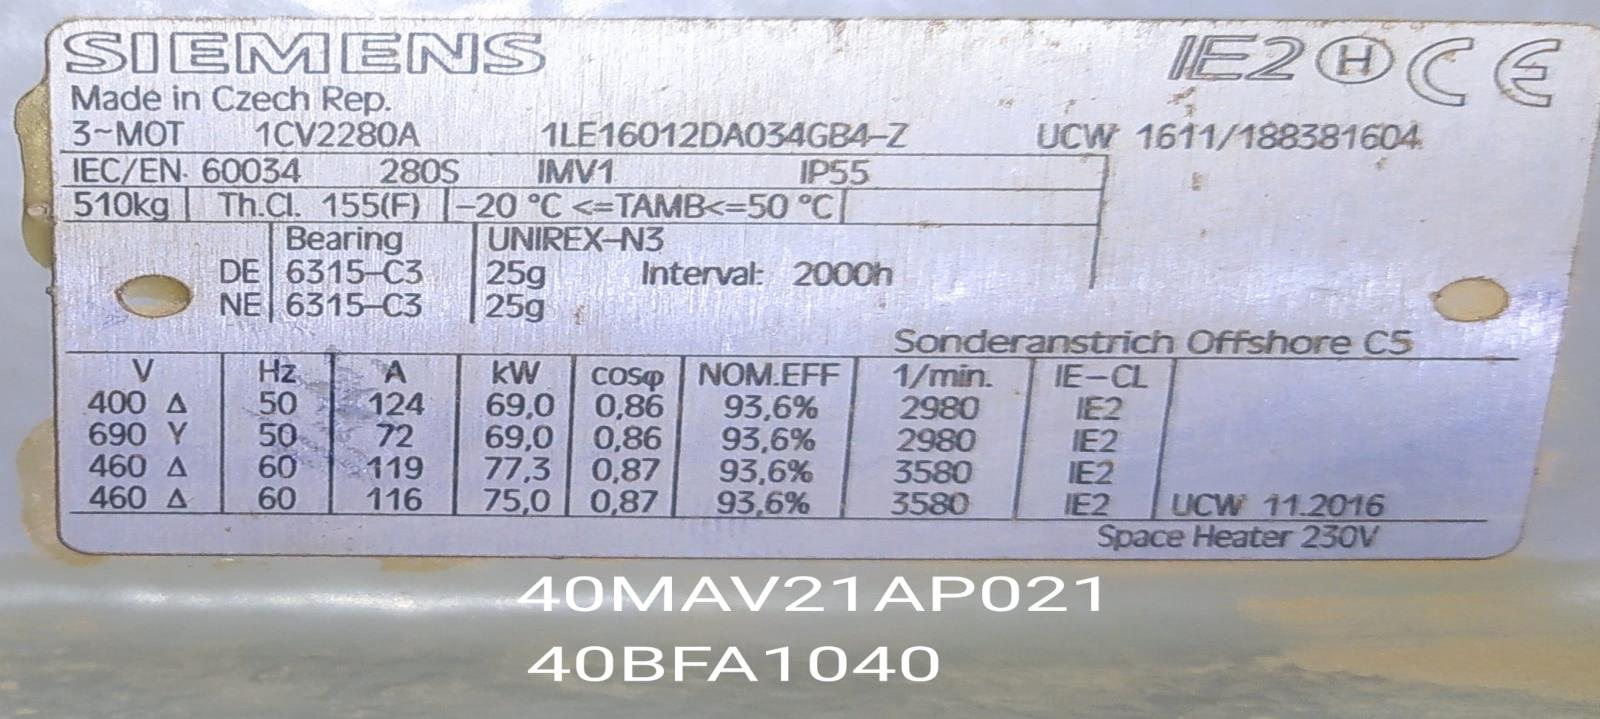 SIEMENS IE2 H CE
Made in Czech Rep.
3~MOT 1CV2280A 1LE16012DA034GB4-Z UCW 1611/188381604
IEC/EN 60034 280S IMV1 IP55
510kg Th.Cl. 155(F) -20 °C <=TAMB<=50 °C
Bearing UNIREX-N3
DE 6315-C3 25g Interval: 2000h
NE 6315-C3 25g
Sonderanstrich Offshore C5
V Hz A kW cosφ NOM.EFF 1/min. IE-CL
400 Δ 50 124 69,0 0,86 93,6% 2980 IE2
690 Y 50 72 69,0 0,86 93,6% 2980 IE2
460 Δ 60 119 77,3 0,87 93,6% 3580 IE2
460 Δ 60 116 75,0 0,87 93,6% 3580 IE2 UCW 11.2016
Space Heater 230V
40MAV21AP021
40BFA1040